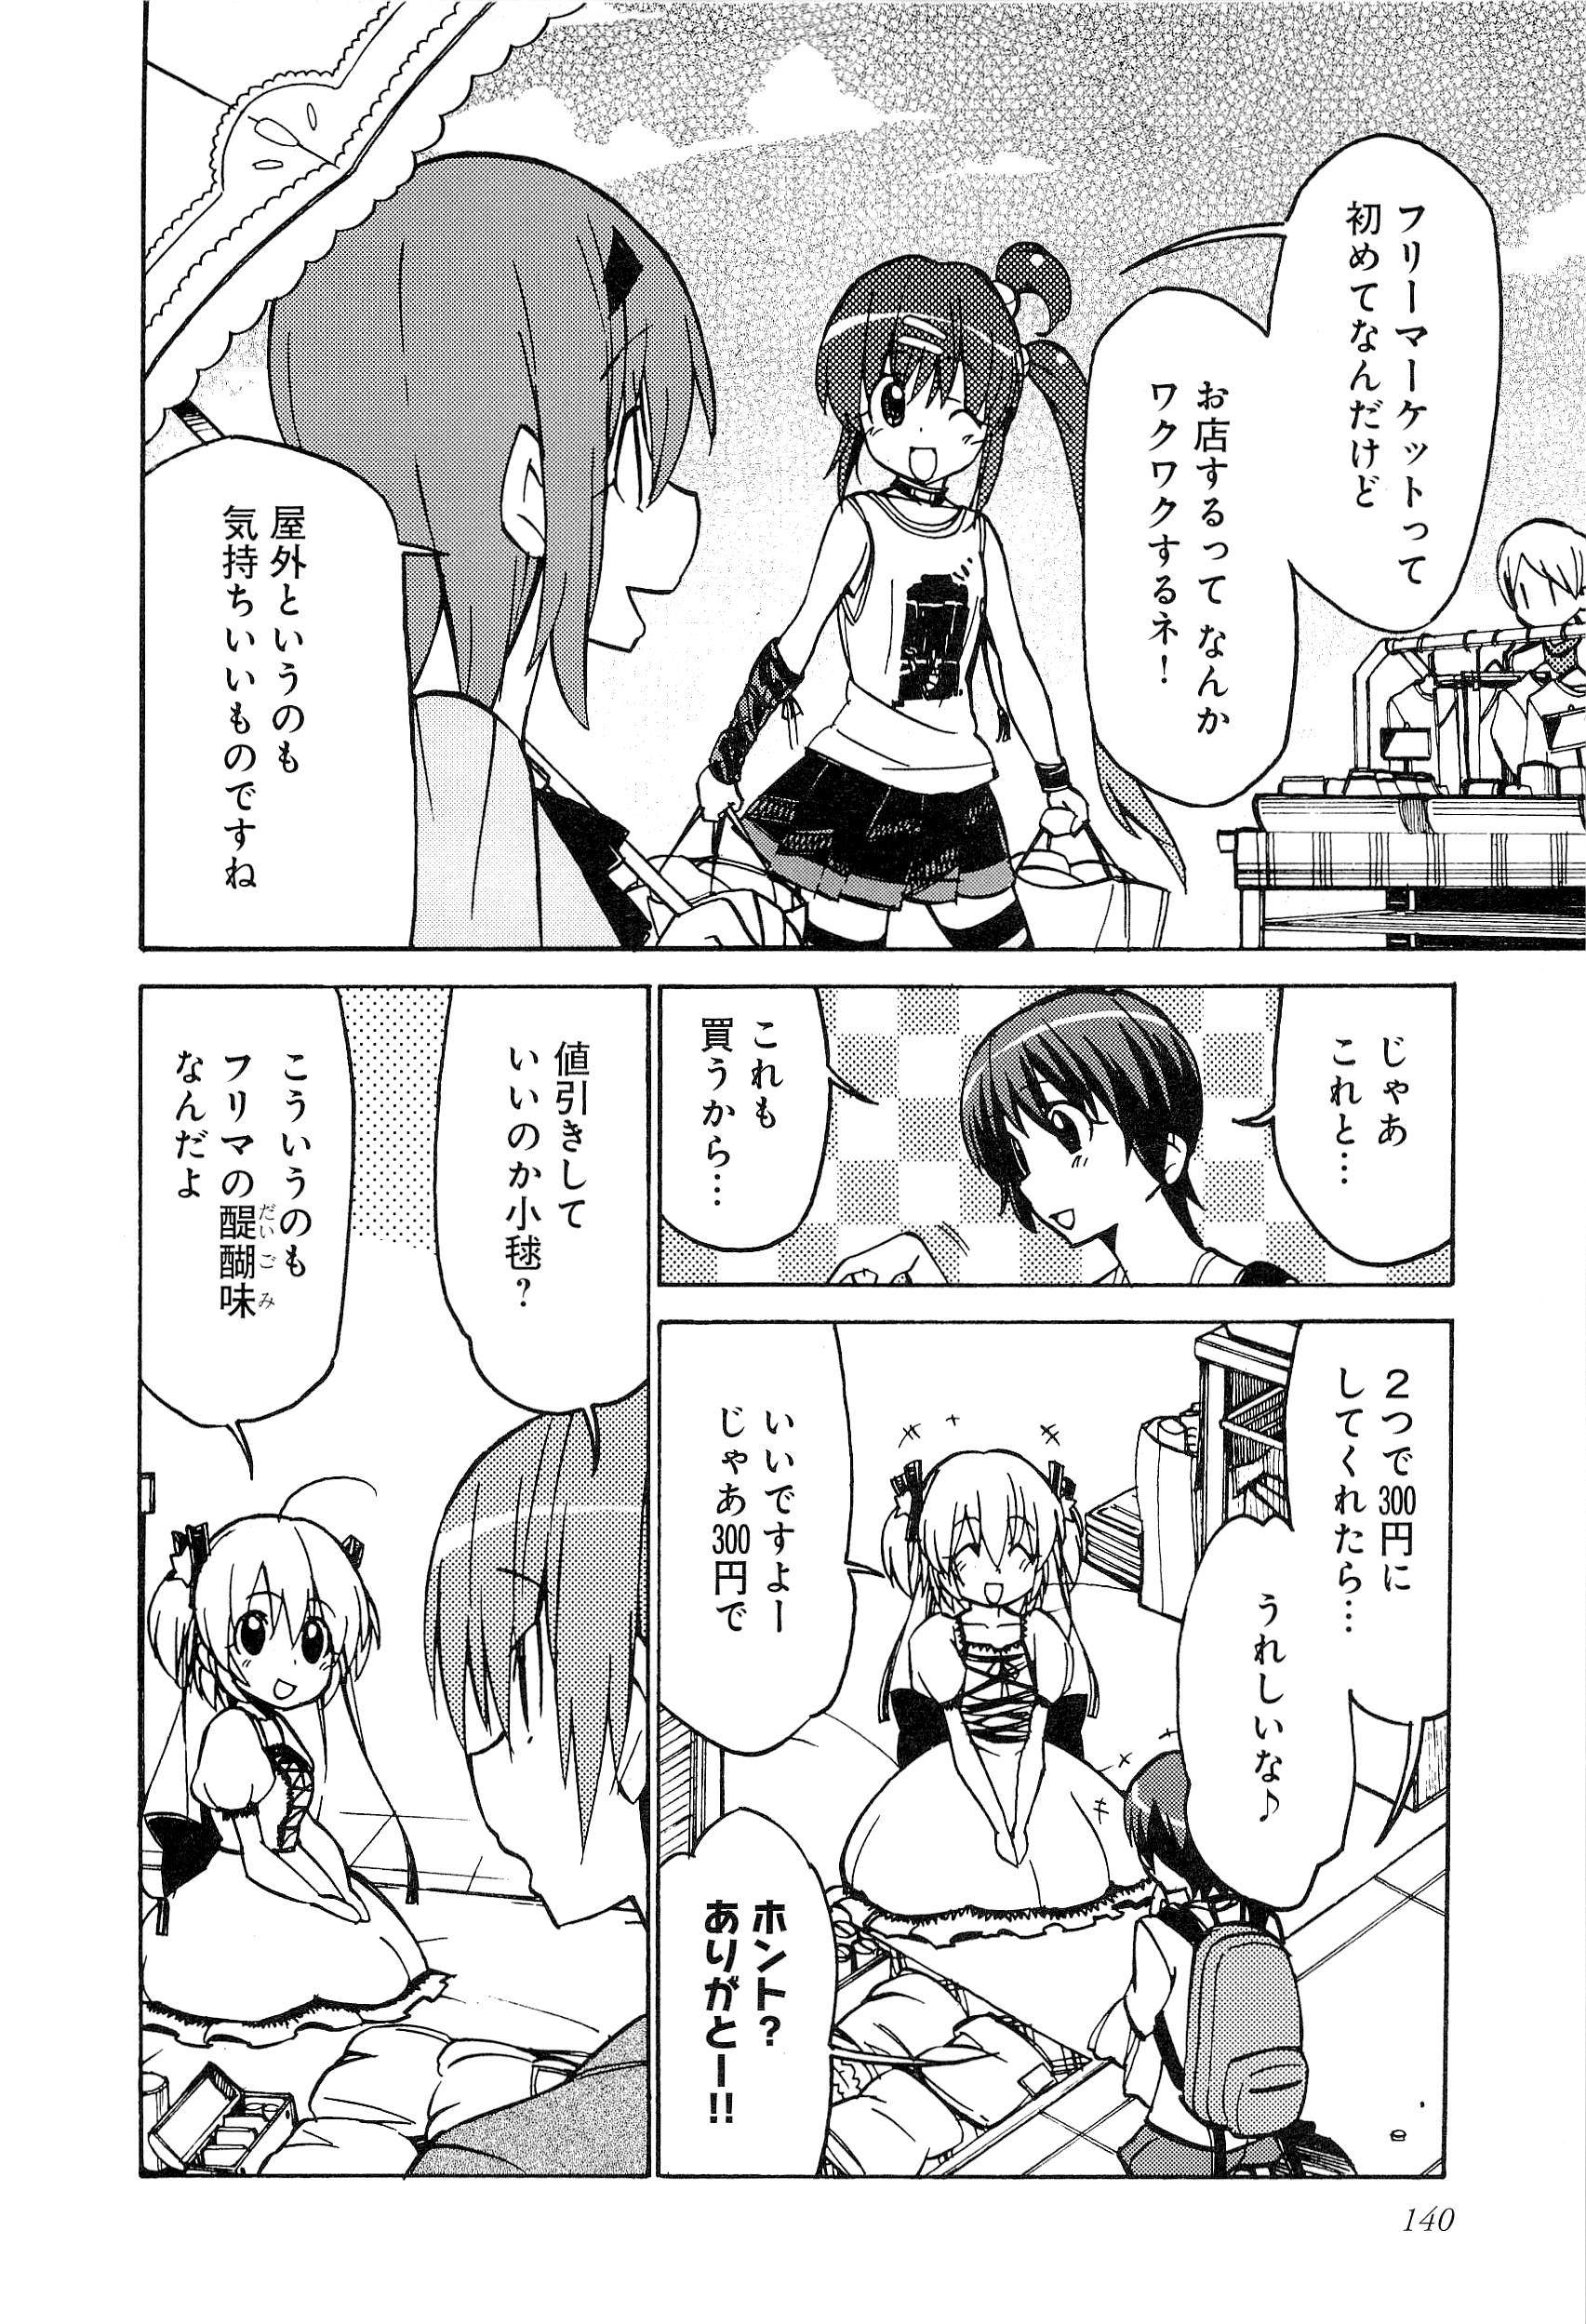 フリーマーケットって
初めてなんだけど
お店するって なんか
ワクワクするネ！
屋外というのも
気持ちいいものですね
じゃあ
これと…
これも
買うから…
２つで300円に
してくれたら…
うれしいな♪
いいですよー
じゃあ300円で
ホント？
ありがとー!!
値引きして
いいのか小毬？
こういうのも
フリマの醍醐味
だいごみ
なんだよ
140